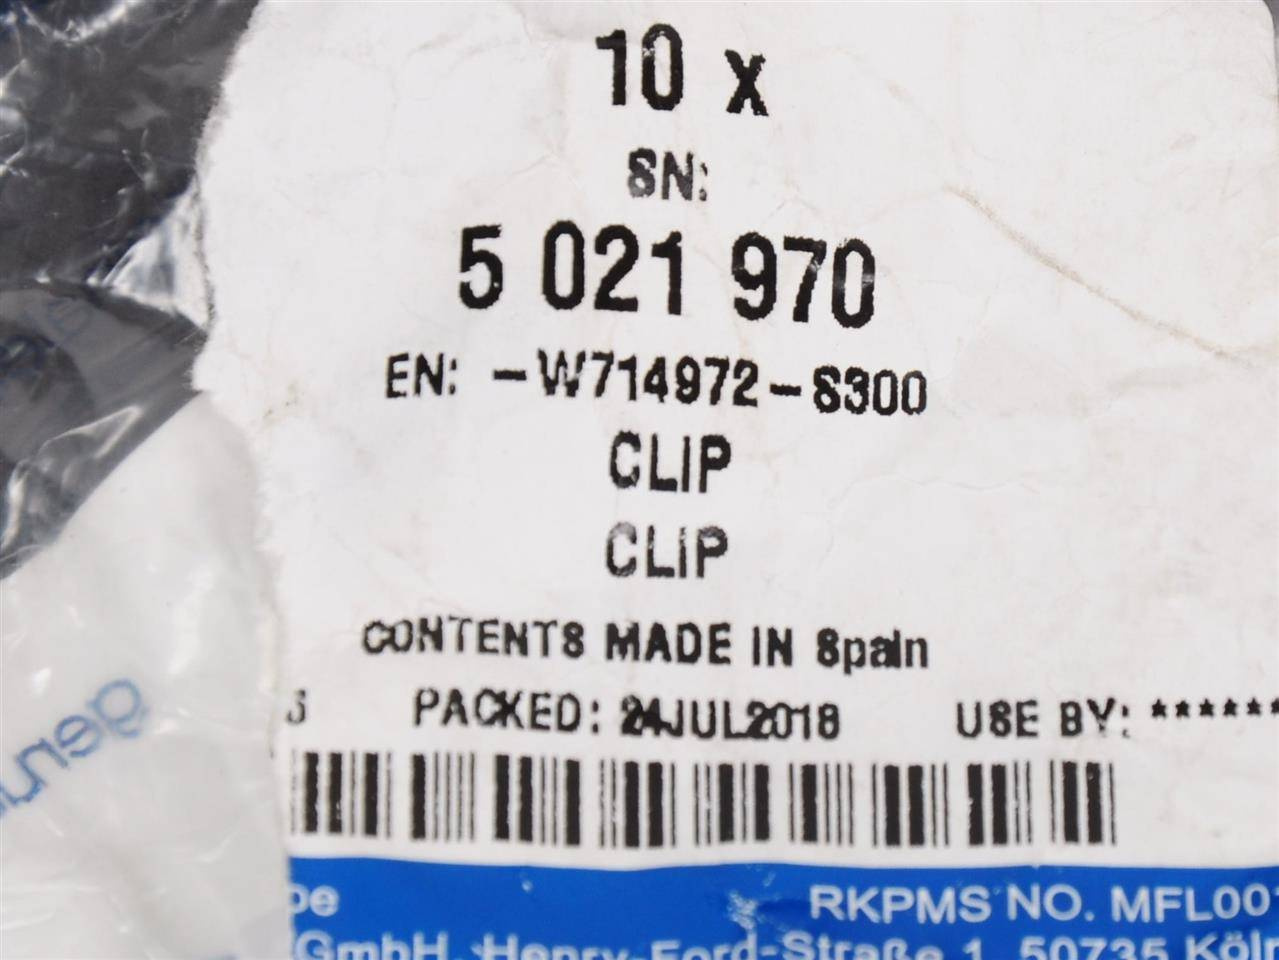 10 x
SN:
5 021 970
EN: -W714972-S300
CLIP
CLIP
CONTENTS MADE IN Spain
PACKED: 24JUL2018 USE BY: ******
RKPMS NO. MFL001
GmbH, Henry-Ford-Straße 1, 50735 Köln